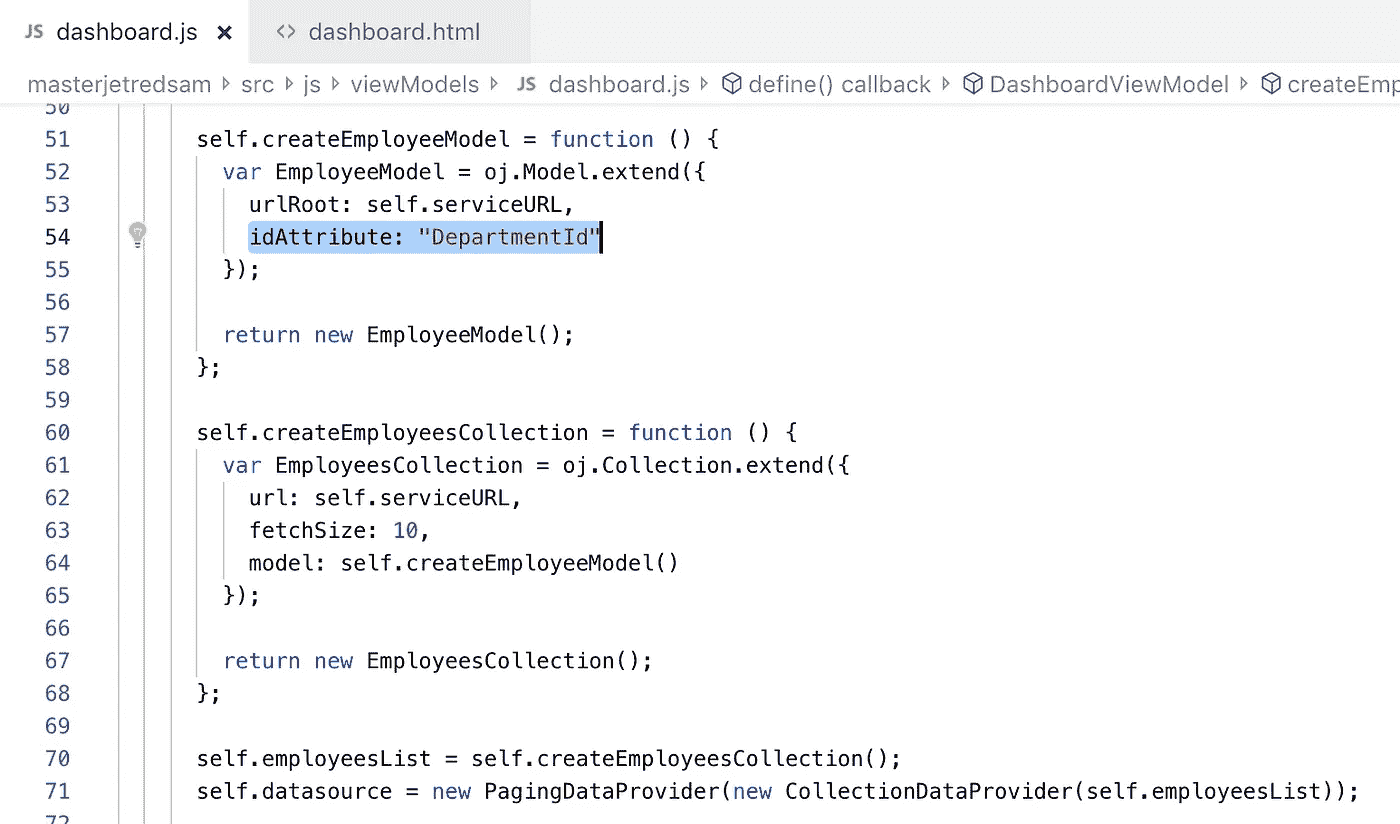 JS dashboard.js × <> dashboard.html
masterjetredsam src js viewModels JS dashboard.js define() callback DashboardViewModel createEmp
50
51 self.createEmployeeModel = function () {
52 var EmployeeModel = oj.Model.extend({
53 urlRoot: self.serviceURL,
54 idAttribute: "DepartmentId"
55 });
56
57 return new EmployeeModel();
58 };
59
60 self.createEmployeesCollection = function () {
61 var EmployeesCollection = oj.Collection.extend({
62 url: self.serviceURL,
63 fetchSize: 10,
64 model: self.createEmployeeModel()
65 });
66
67 return new EmployeesCollection();
68 };
69
70 self.employeesList = self.createEmployeesCollection();
71 self.datasource = new PagingDataProvider(new CollectionDataProvider(self.employeesList));
72